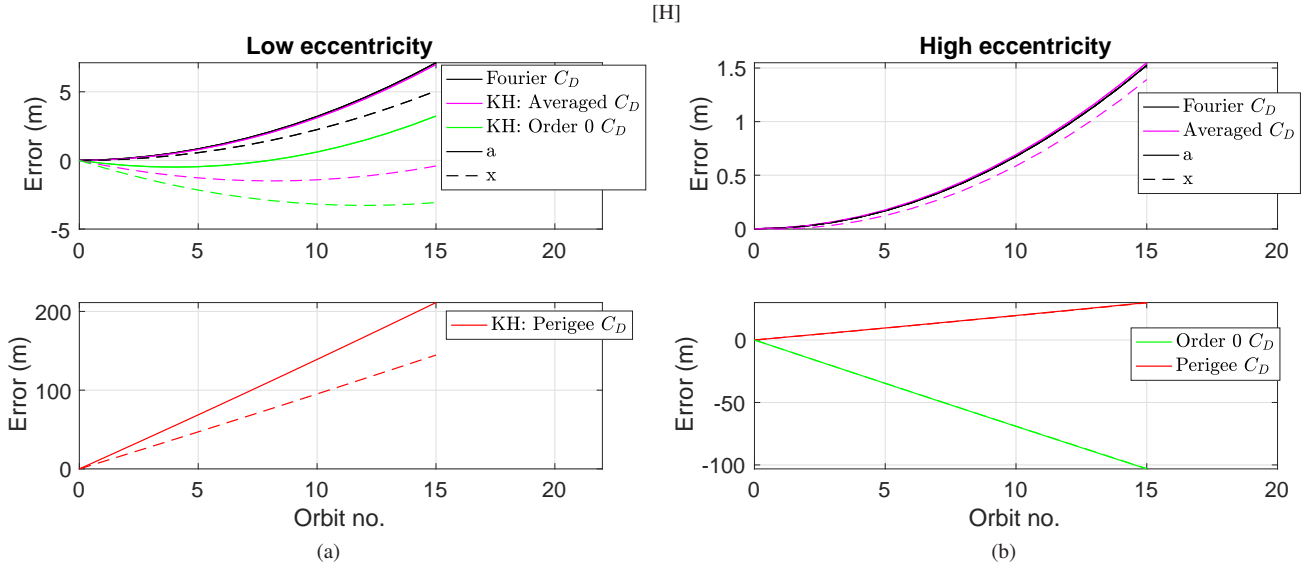 [H]
Low eccentricity
Error (m)
5
0
-5
0 5 10 15 20
Fourier C_D
KH: Averaged C_D
KH: Order 0 C_D
a
x
Error (m)
200
100
0
0 5 10 15 20
KH: Perigee C_D
Orbit no.
(a)
High eccentricity
Error (m)
1.5
1
0.5
0
0 5 10 15 20
Fourier C_D
Averaged C_D
a
x
Error (m)
0
-50
-100
0 5 10 15 20
Order 0 C_D
Perigee C_D
Orbit no.
(b)